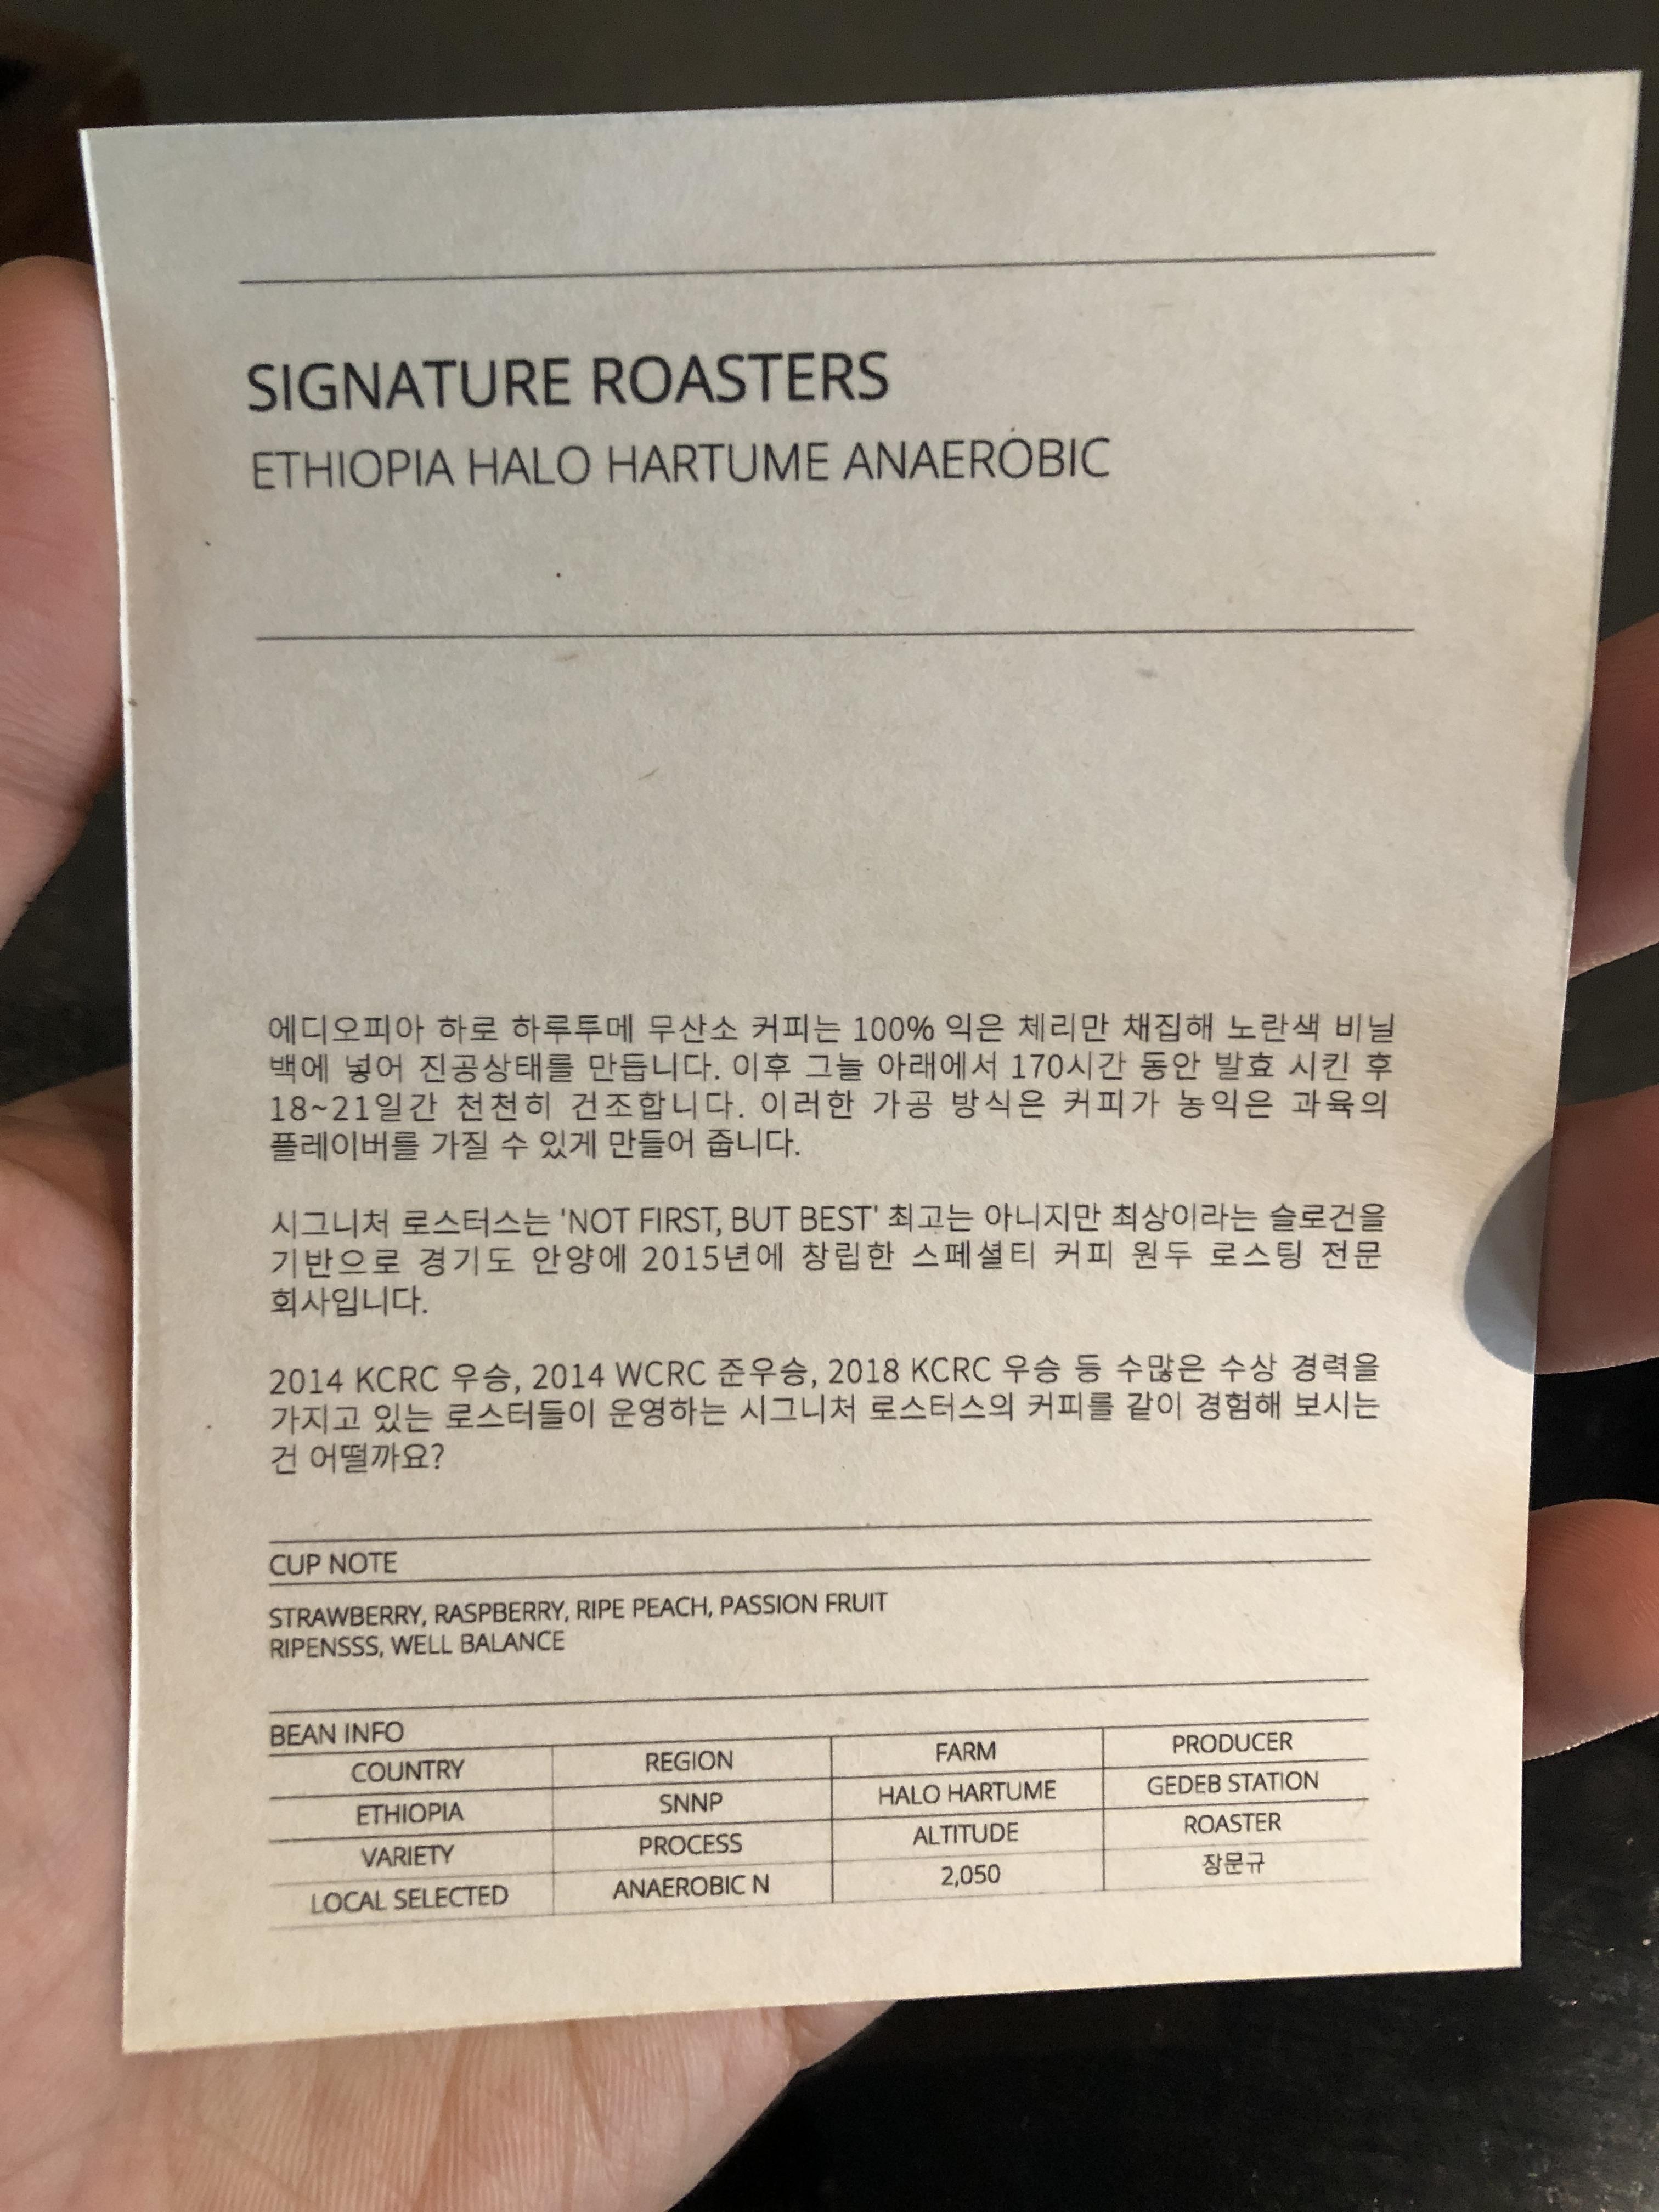 SIGNATURE ROASTERS
ETHIOPIA HALO HARTUME ANAEROBIC
에디오피아 하로 하루투메 무산소 커피는 100% 익은 체리만 채집해 노란색 비닐
백에 넣어 진공상태를 만듭니다. 이후 그늘 아래에서 170시간 동안 발효 시킨 후
18~21일간 천천히 건조합니다. 이러한 가공 방식은 커피가 농익은 과육의
플레이버를 가질 수 있게 만들어 줍니다.
시그니처 로스터스는 'NOT FIRST, BUT BEST' 최고는 아니지만 최상이라는 슬로건을
기반으로 경기도 안양에 2015년에 창립한 스페셜티 커피 원두 로스팅 전문
회사입니다.
2014 KCRC 우승, 2014 WCRC 준우승, 2018 KCRC 우승 등 수많은 수상 경력을
가지고 있는 로스터들이 운영하는 시그니처 로스터스의 커피를 같이 경험해 보시는
건 어떨까요?
CUP NOTE
STRAWBERRY, RASPBERRY, RIPE PEACH, PASSION FRUIT
RIPENSSS, WELL BALANCE
BEAN INFO
COUNTRY REGION FARM PRODUCER
ETHIOPIA SNNP HALO HARTUME GEDEB STATION
VARIETY PROCESS ALTITUDE ROASTER
LOCAL SELECTED ANAEROBIC N 2,050 장문규